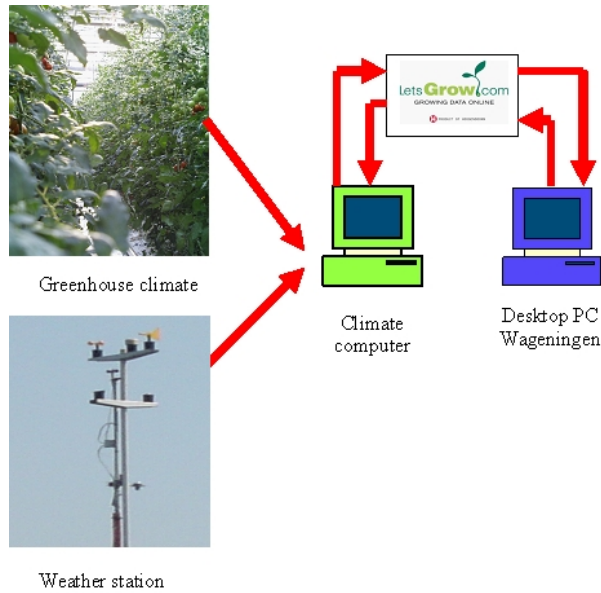 LetsGrow.com
GROWING DATA ONLINE
Greenhouse climate
Climate
computer
Desktop PC
Wageningen
Weather station